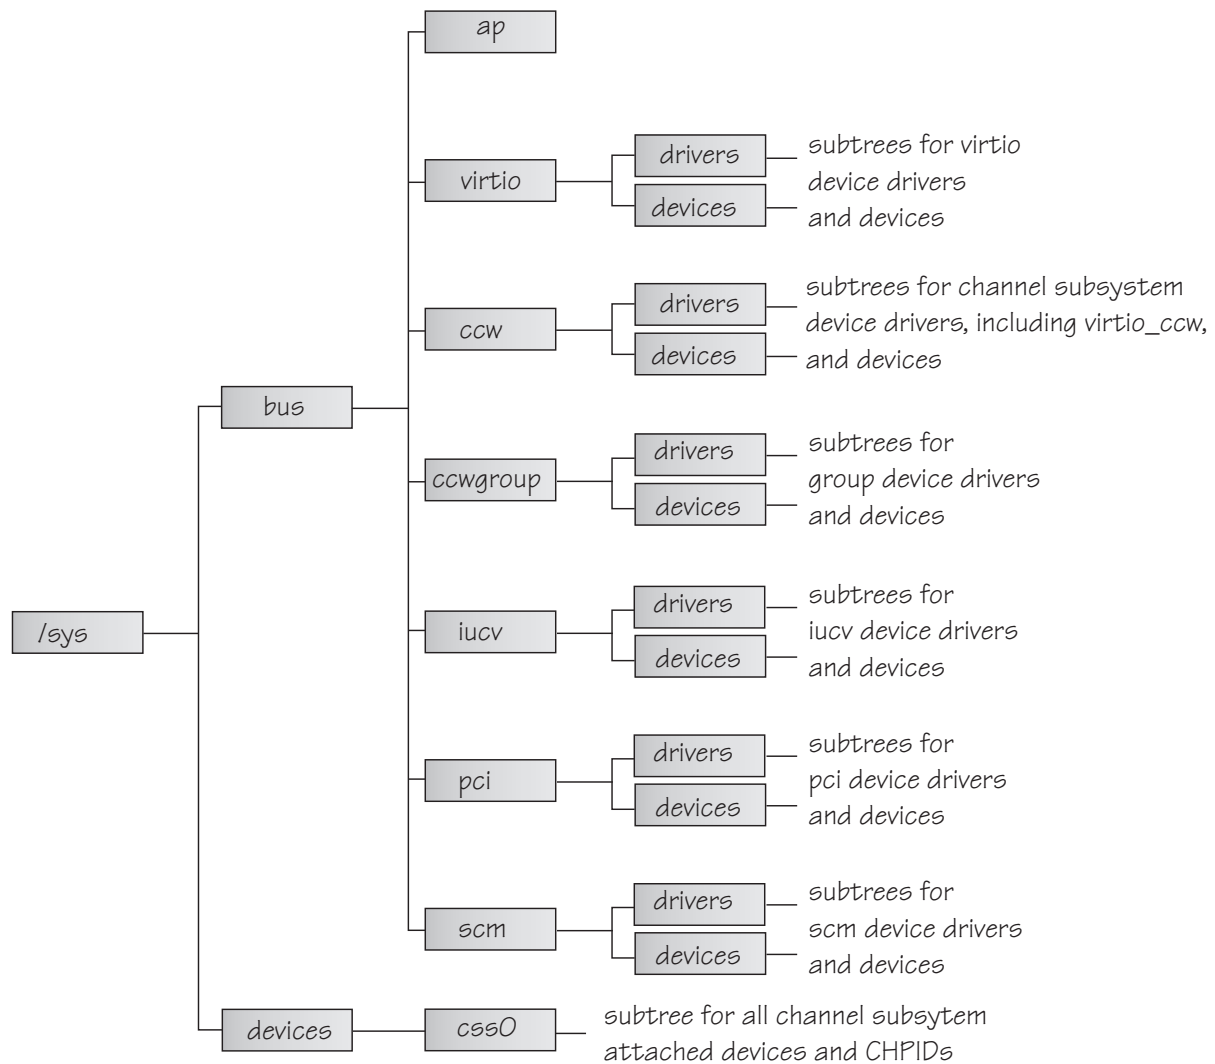 ap
virtio
drivers
devices
subtrees for virtio
device drivers
and devices
ccw
drivers
devices
subtrees for channel subsystem
device drivers, including virtio_ccw,
and devices
bus
ccwgroup
drivers
devices
subtrees for
group device drivers
and devices
/sys
iucv
drivers
devices
subtrees for
iucv device drivers
and devices
pci
drivers
devices
subtrees for
pci device drivers
and devices
scm
drivers
devices
subtrees for
scm device drivers
and devices
devices
css0
subtree for all channel subsytem
attached devices and CHPIDs